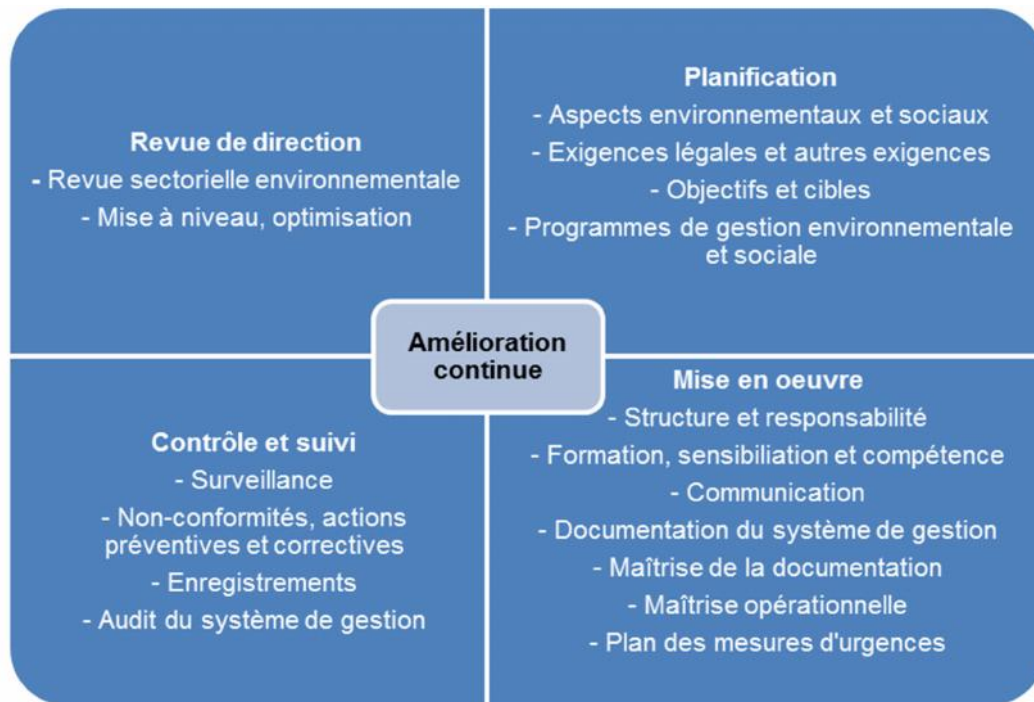 Revue de direction
- Revue sectorielle environnementale
- Mise à niveau, optimisation
Planification
- Aspects environnementaux et sociaux
- Exigences légales et autres exigences
- Objectifs et cibles
- Programmes de gestion environnementale
et sociale
Amélioration
continue
Contrôle et suivi
- Surveillance
- Non-conformités, actions
préventives et correctives
- Enregistrements
- Audit du système de gestion
Mise en oeuvre
- Structure et responsabilité
- Formation, sensibiliation et compétence
- Communication
- Documentation du système de gestion
- Maîtrise de la documentation
- Maîtrise opérationnelle
- Plan des mesures d'urgences